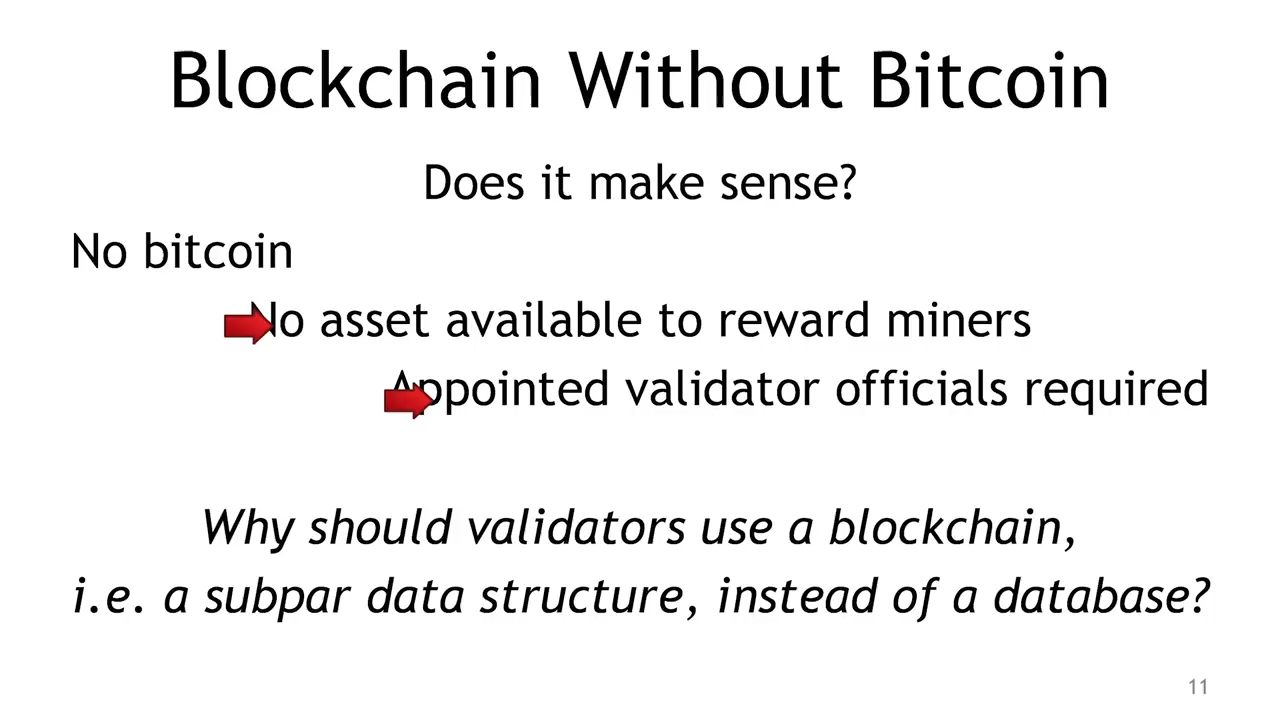 Blockchain Without Bitcoin
Does it make sense?
No bitcoin
No asset available to reward miners
Appointed validator officials required
Why should validators use a blockchain,
i.e. a subpar data structure, instead of a database?
11